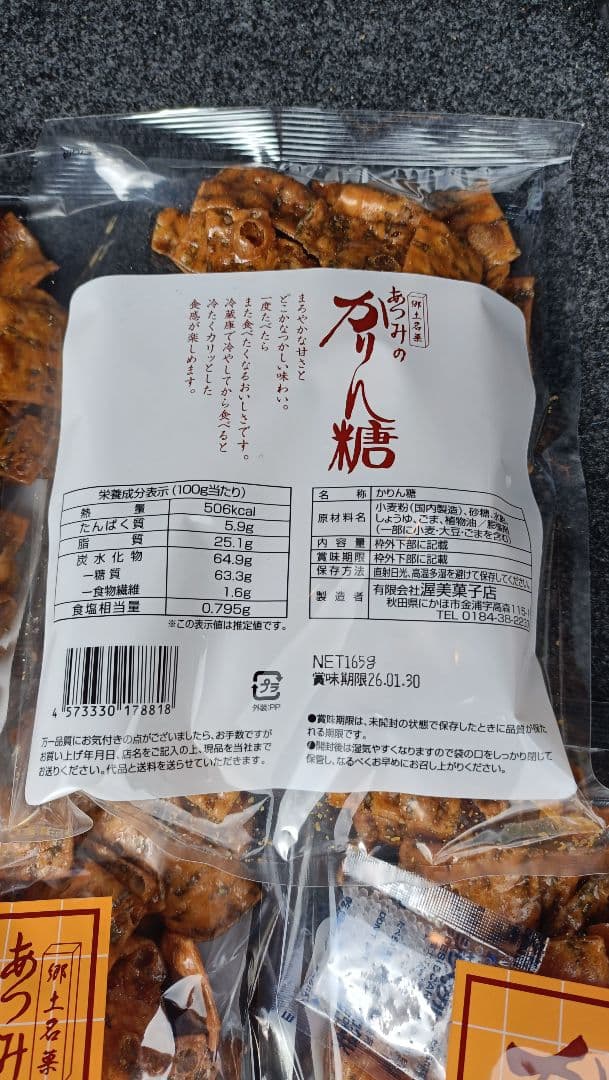 郷土名菓
あつみの
かりん糖
まろやかな甘さと
どこかなつかしい味わい。
一度たべたら
また食べたくなるおいしさです。
冷蔵庫で冷やしてから食べると
冷たくカリッとした
食感が楽しめます。
栄養成分表示(100g当たり)
熱量 506kcal
たんぱく質 5.9g
脂質 25.1g
炭水化物 64.9g
－糖質 63.3g
－食物繊維 1.6g
食塩相当量 0.795g
※この表示値は推定です。
名称 かりん糖
原材料名 小麦粉(国内製造)、砂糖、
しょうゆ、ごま、植物油／
(一部に小麦・大豆・ごまを含む)
内容量 枠外下部に記載
賞味期限 枠外下部に記載
保存方法 直射日光、高温多湿を避けて保存してください。
製造者 有限会社渥美菓子店
秋田県にかほ市金浦字高森115-1
TEL 0184-38-2233
4 573330 178818
プラ
外装:PP
NET165g
賞味期限26.01.30
万一品質にお気付きの点がございましたら、お手数ですが
お買い上げ年月日、店名をご記入の上、現品を当社まで
お送りください。代品と送料を送らせていただきます。
●賞味期限は、未開封の状態で保存したときに品質が保た
れる期限です。
●開封後は湿気やすくなりますので袋の口をしっかり閉じて
保管し、なるべくお早めにお召し上がりください。
郷土名菓
あつみ